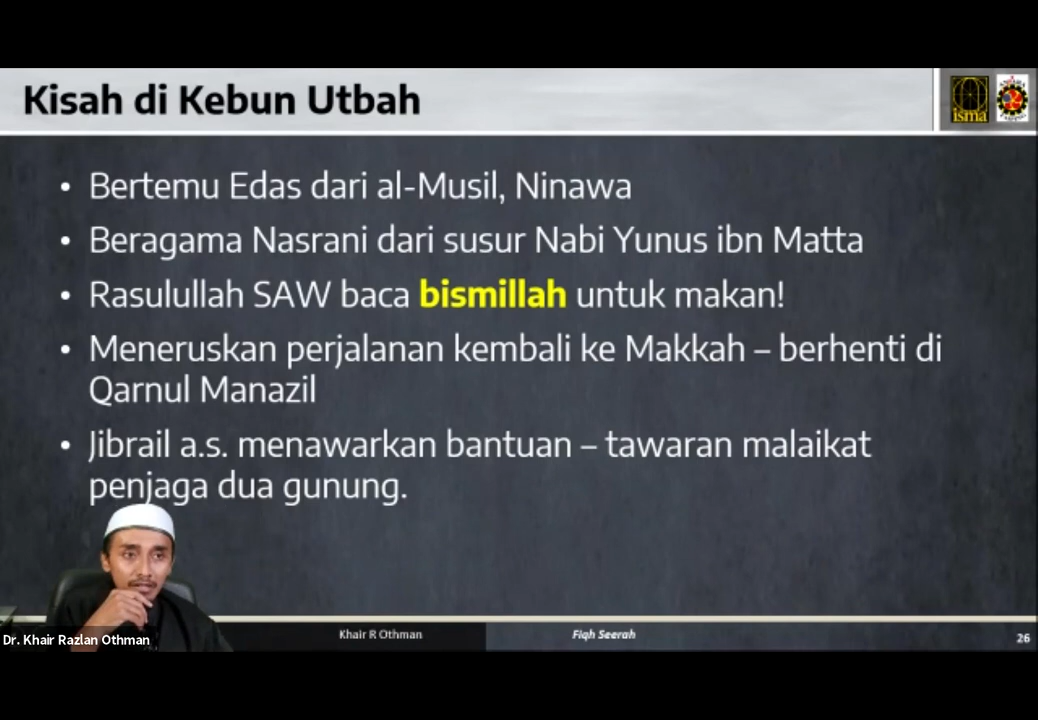 Kisah di Kebun Utbah
isma
• Bertemu Edas dari al-Musil, Ninawa
• Beragama Nasrani dari susur Nabi Yunus ibn Matta
• Rasulullah SAW baca bismillah untuk makan!
• Meneruskan perjalanan kembali ke Makkah – berhenti di
Qarnul Manazil
• Jibrail a.s. menawarkan bantuan – tawaran malaikat
penjaga dua gunung.
Dr. Khair Razlan Othman
Khair R Othman
Fiqh Seerah
26